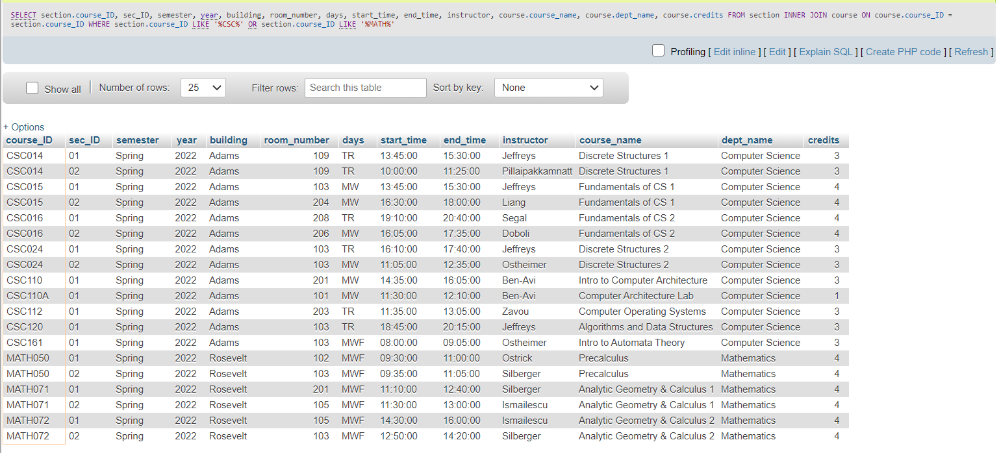 SELECT section.course_ID, sec_ID, semester, year, building, room_number, days, start_time, end_time, instructor, course.course_name, course.dept_name, course.credits FROM section INNER JOIN course ON course.course_ID =
section.course_ID WHERE section.course_ID LIKE '%CSC%' OR section.course_ID LIKE '%MATH%'
Profiling [ Edit inline ] [ Edit ] [ Explain SQL ] [ Create PHP code ] [ Refresh ]
Show all Number of rows: 25 Filter rows: Search this table Sort by key: None
+ Options
course_ID sec_ID semester year building room_number days start_time end_time instructor course_name dept_name credits
CSC014 01 Spring 2022 Adams 109 TR 13:45:00 15:30:00 Jeffreys Discrete Structures 1 Computer Science 3
CSC014 02 Spring 2022 Adams 109 TR 10:00:00 11:25:00 Pillaipakkamnatt Discrete Structures 1 Computer Science 3
CSC015 01 Spring 2022 Adams 103 MW 13:45:00 15:30:00 Jeffreys Fundamentals of CS 1 Computer Science 4
CSC015 02 Spring 2022 Adams 204 MW 16:30:00 18:00:00 Liang Fundamentals of CS 1 Computer Science 4
CSC016 01 Spring 2022 Adams 208 TR 19:10:00 20:40:00 Segal Fundamentals of CS 2 Computer Science 4
CSC016 02 Spring 2022 Adams 206 MW 16:05:00 17:35:00 Doboli Fundamentals of CS 2 Computer Science 4
CSC024 01 Spring 2022 Adams 103 TR 16:10:00 17:40:00 Jeffreys Discrete Structures 2 Computer Science 3
CSC024 02 Spring 2022 Adams 103 MW 11:05:00 12:35:00 Ostheimer Discrete Structures 2 Computer Science 3
CSC110 01 Spring 2022 Adams 201 MW 14:35:00 16:05:00 Ben-Avi Intro to Computer Architecture Computer Science 3
CSC110A 01 Spring 2022 Adams 101 MW 11:30:00 12:10:00 Ben-Avi Computer Architecture Lab Computer Science 1
CSC112 01 Spring 2022 Adams 203 TR 11:35:00 13:05:00 Zavou Computer Operating Systems Computer Science 3
CSC120 01 Spring 2022 Adams 103 TR 18:45:00 20:15:00 Jeffreys Algorithms and Data Structures Computer Science 3
CSC161 01 Spring 2022 Adams 103 MWF 08:00:00 09:05:00 Ostheimer Intro to Automata Theory Computer Science 3
MATH050 01 Spring 2022 Rosevelt 102 MWF 09:30:00 11:00:00 Ostrick Precalculus Mathematics 4
MATH050 02 Spring 2022 Rosevelt 103 MWF 09:35:00 11:05:00 Silberger Precalculus Mathematics 4
MATH071 01 Spring 2022 Rosevelt 201 MWF 11:10:00 12:40:00 Silberger Analytic Geometry & Calculus 1 Mathematics 4
MATH071 02 Spring 2022 Rosevelt 105 MWF 11:30:00 13:00:00 Ismailescu Analytic Geometry & Calculus 1 Mathematics 4
MATH072 01 Spring 2022 Rosevelt 105 MWF 14:30:00 16:00:00 Ismailescu Analytic Geometry & Calculus 2 Mathematics 4
MATH072 02 Spring 2022 Rosevelt 103 MWF 12:50:00 14:20:00 Silberger Analytic Geometry & Calculus 2 Mathematics 4